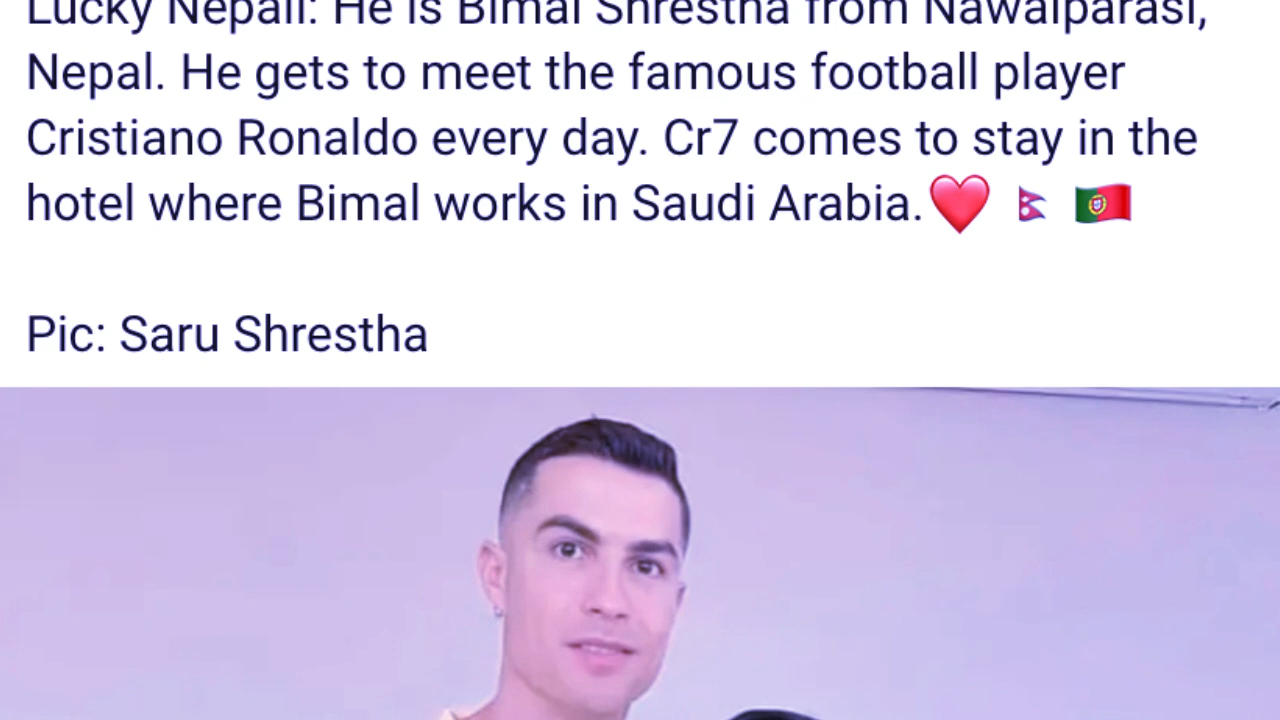 Lucky Nepali: He is Bimal Shrestha from Nawalparasi,
Nepal. He gets to meet the famous football player
Cristiano Ronaldo every day. Cr7 comes to stay in the
hotel where Bimal works in Saudi Arabia.❤️ 🇳🇵 🇵🇹
Pic: Saru Shrestha